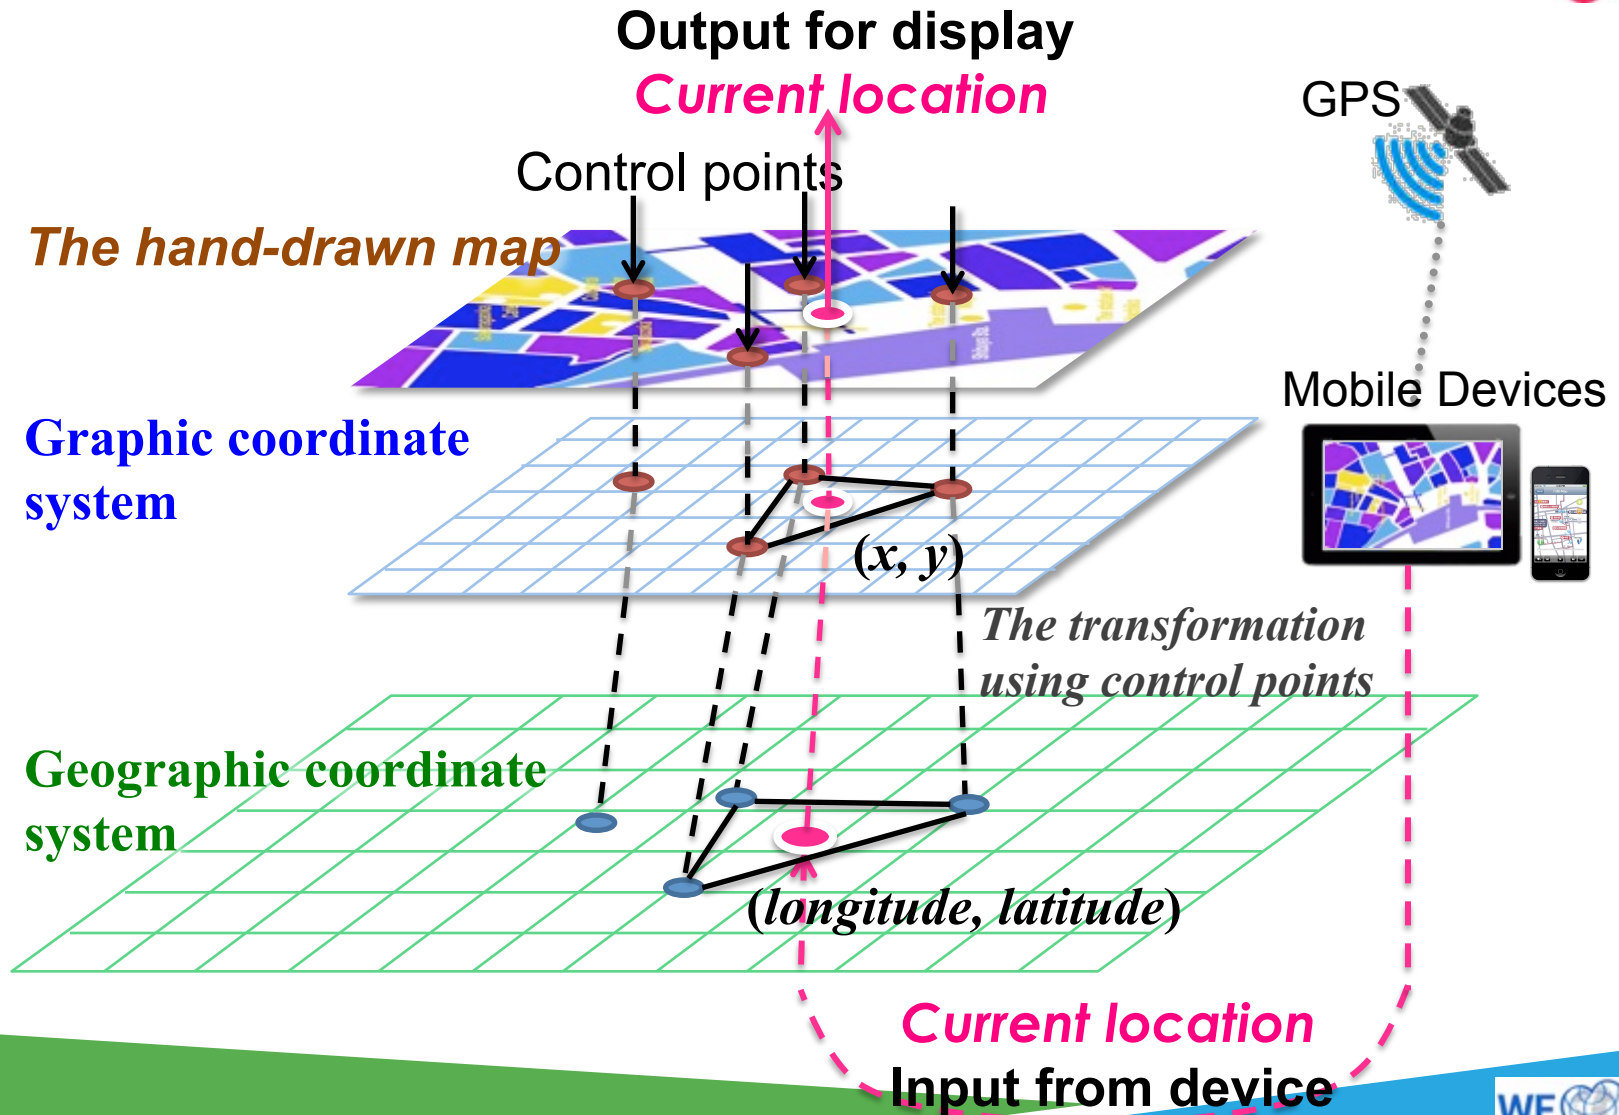 Output for display
Current location
GPS
Control points
The hand-drawn map
Mobile Devices
Graphic coordinate
system
(x, y)
The transformation
using control points
Geographic coordinate
system
(longitude, latitude)
Current location
Input from device
WE